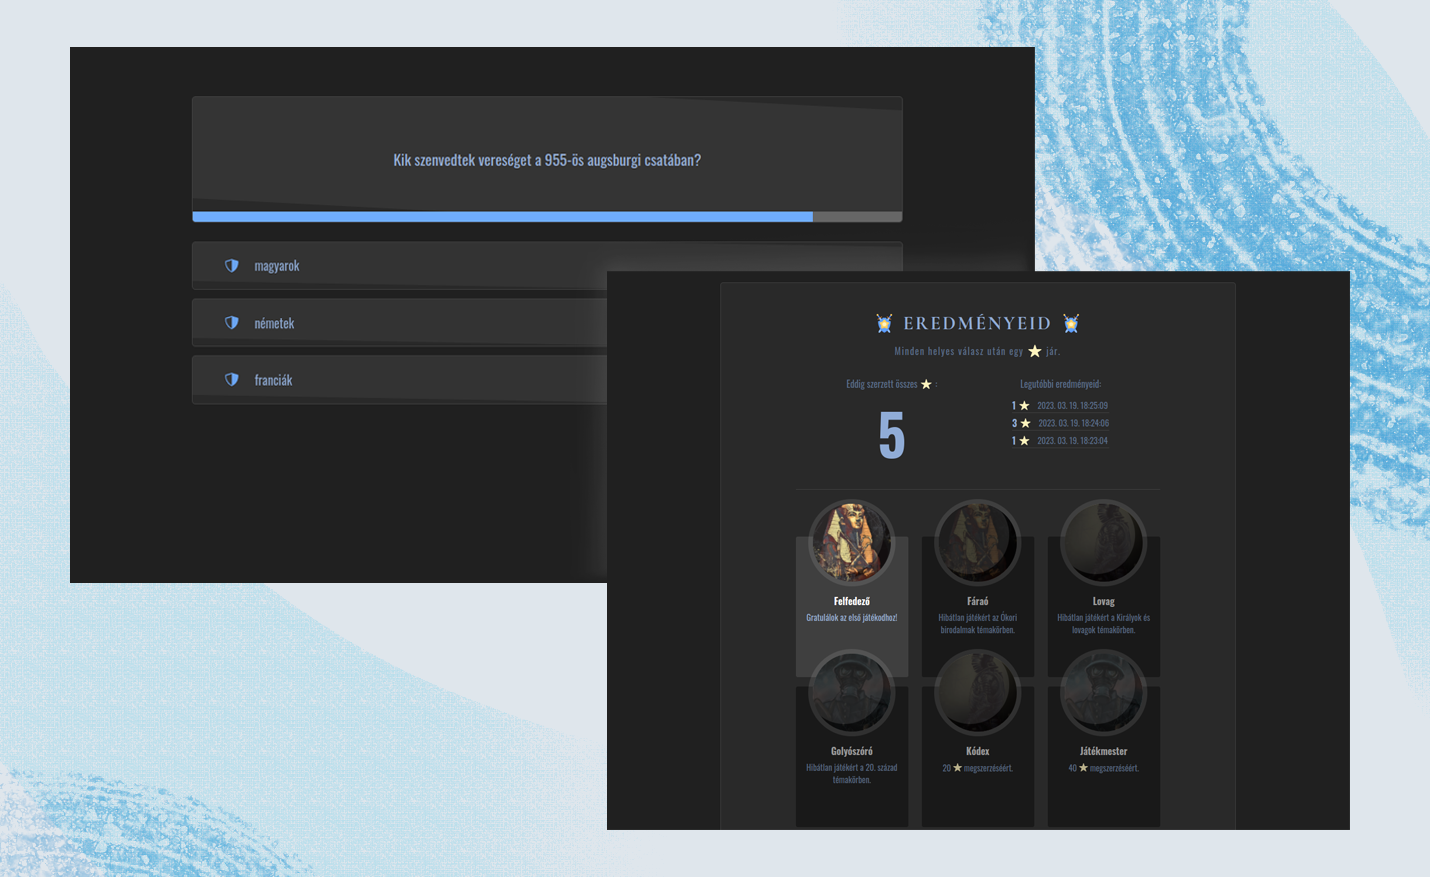 Kik szenvedtek vereséget a 955-ös augsburgi csatában?
magyarok
németek
franciák
EREDMÉNYEID
Minden helyes válasz után egy ★ jár.
Eddig szerzett összes ★ :
5
Legutóbbi eredményeid:
1 ★ 2023. 03. 19. 18:25:09
3 ★ 2023. 03. 19. 18:24:06
1 ★ 2023. 03. 19. 18:23:04
Felfedező
Gratulálok az első játékodhoz!
Fáraó
Hibátlan játékért az Ókori
birodalmak témakörben.
Lovag
Hibátlan játékért a Királyok és
lovagok témakörben.
Golyószóró
Hibátlan játékért a 20. század
témakörben.
Kódex
20 ★ megszerzéséért.
Játékmester
40 ★ megszerzéséért.